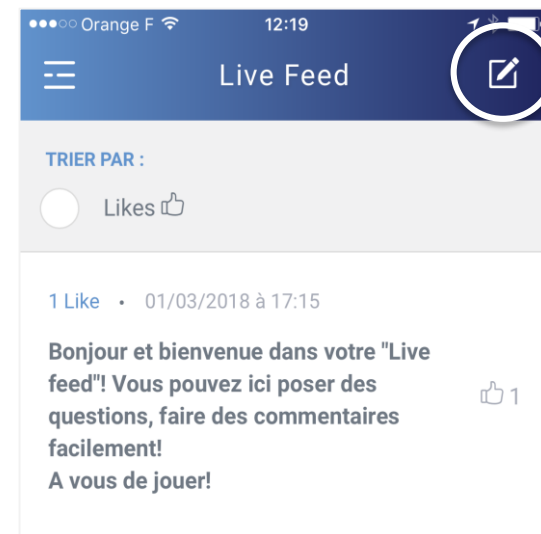 Orange F 12:19
Live Feed
TRIER PAR :
Likes
1 Like • 01/03/2018 à 17:15
Bonjour et bienvenue dans votre "Live
feed"! Vous pouvez ici poser des
questions, faire des commentaires
facilement!
A vous de jouer!
1